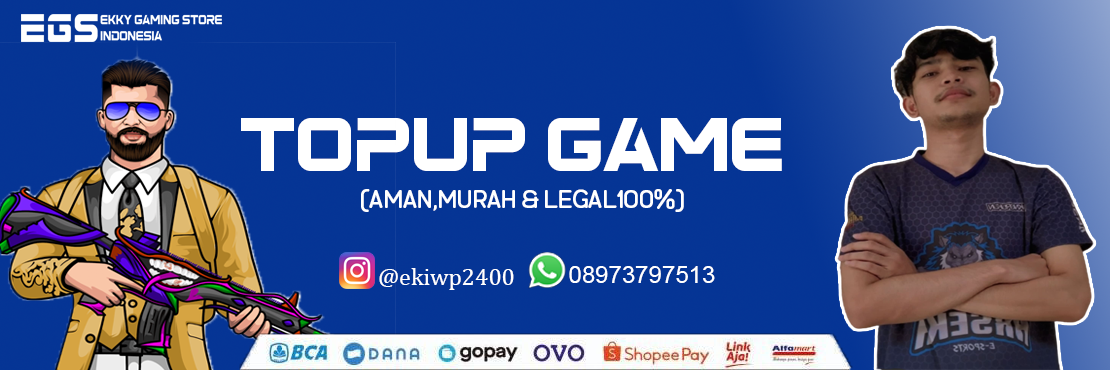 EGS
EKKY GAMING STORE
INDONESIA
TOPUP GAME
(AMAN,MURAH & LEGAL100%)
@ekiwp2400
08973797513
BCA
DANA
gopay
OVO
ShopeePay
Link
Aja!
Alfamart
E-SPORTS